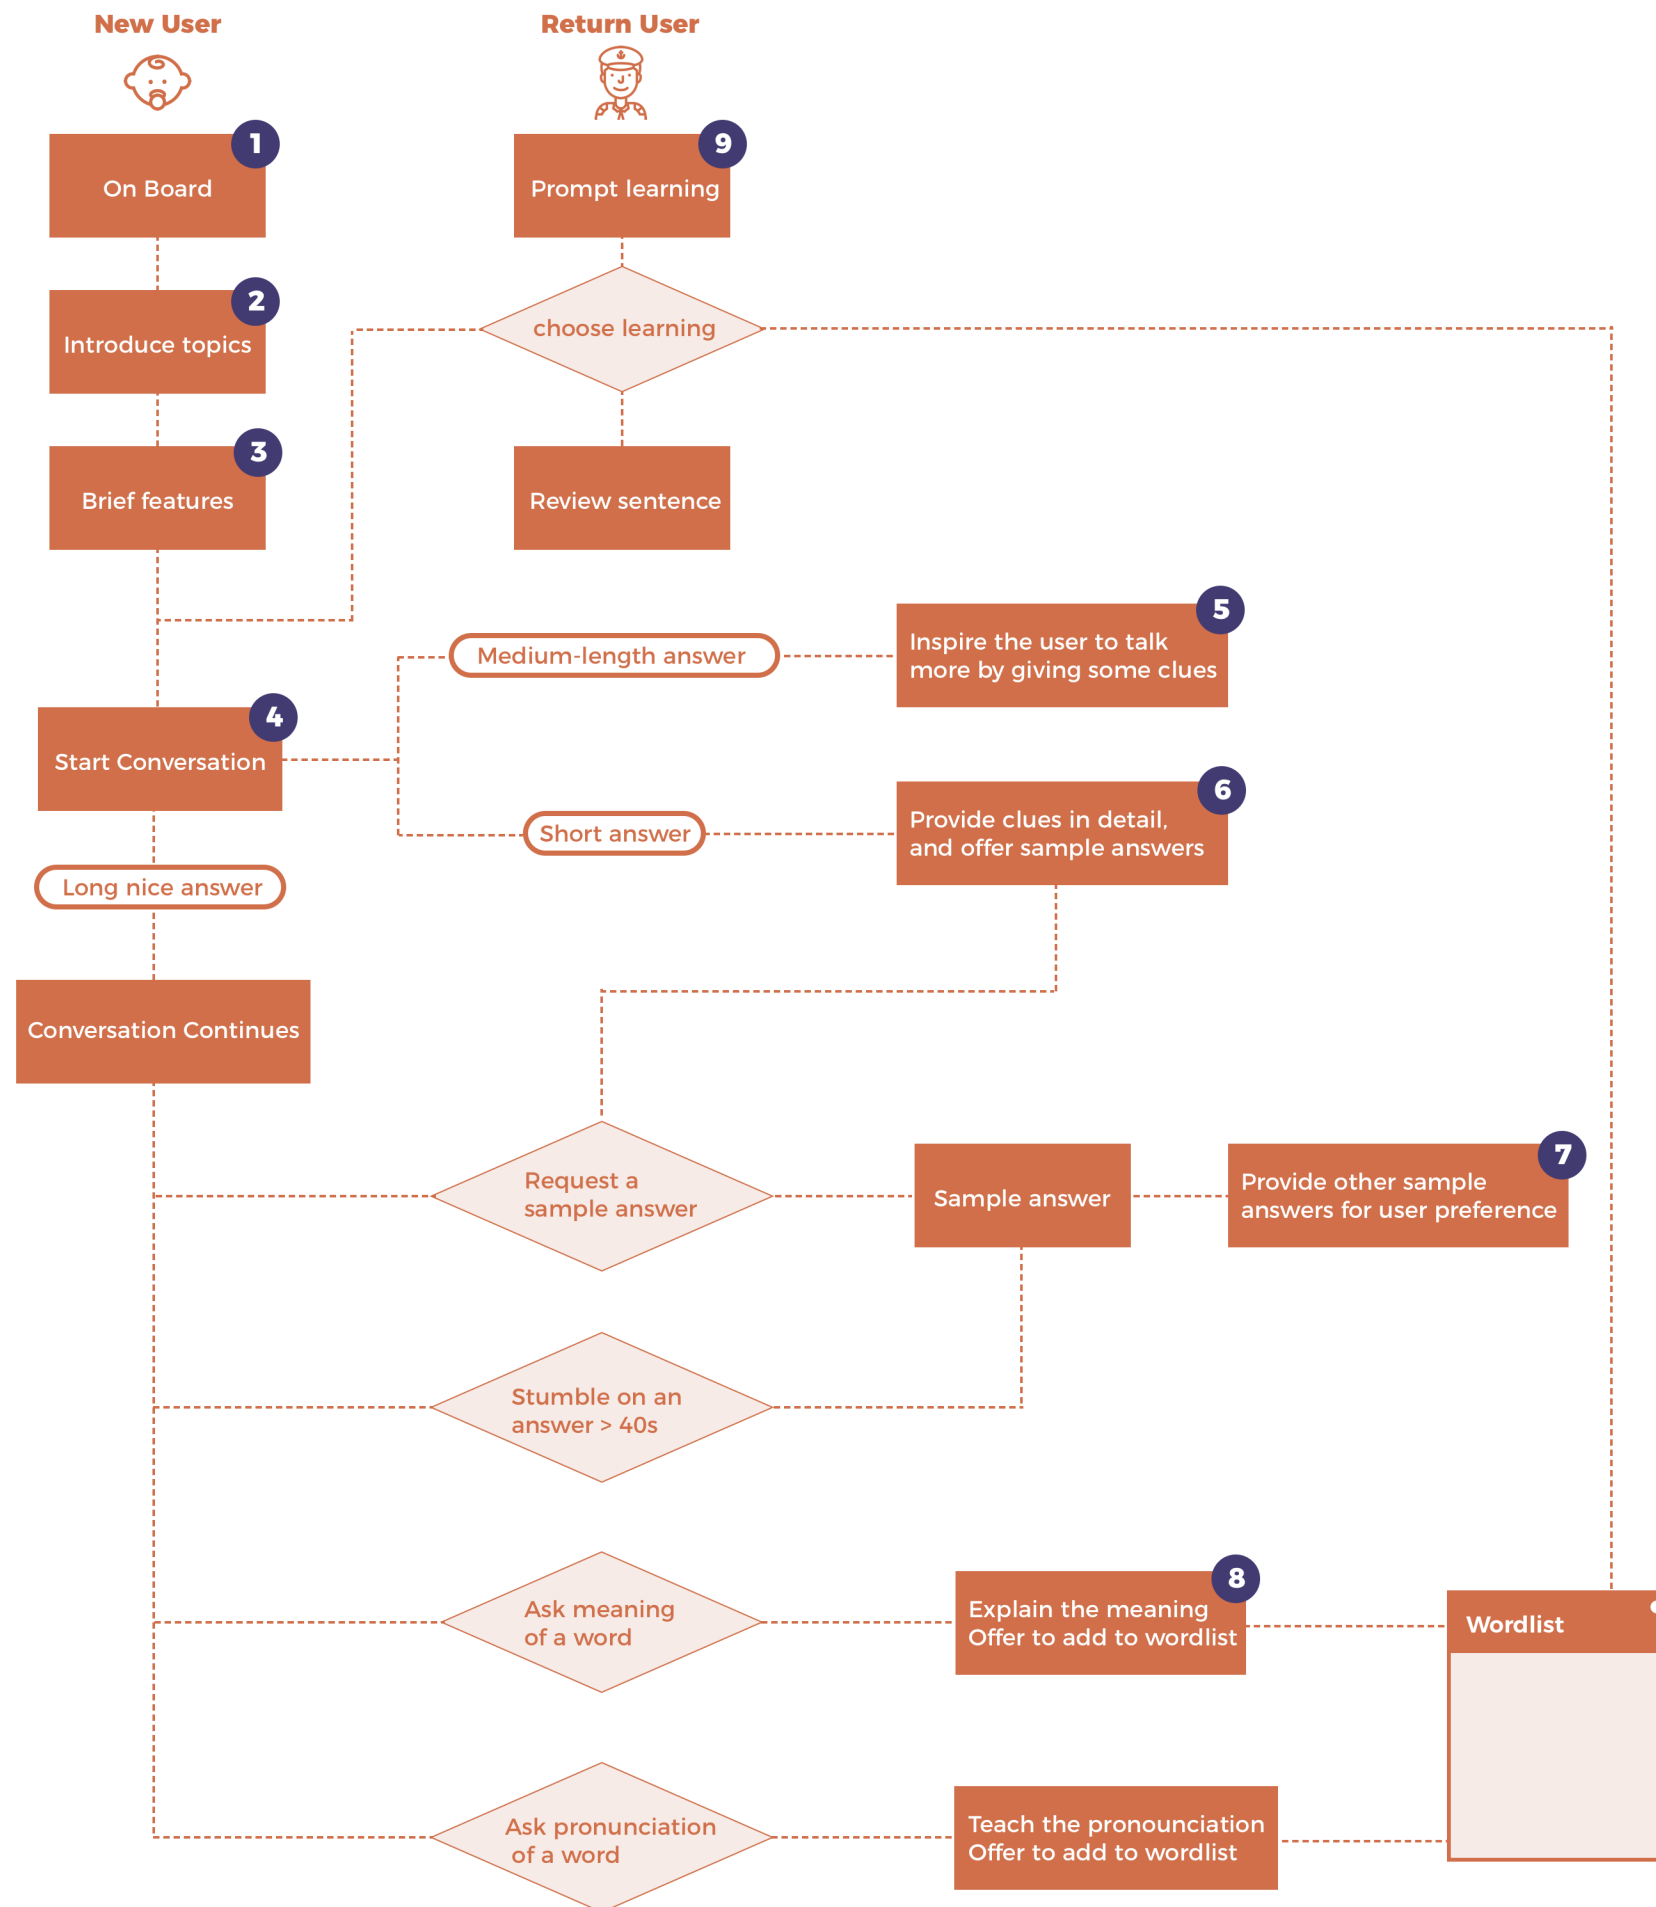 New User
Return User
1
On Board
9
Prompt learning
2
Introduce topics
choose learning
3
Brief features
Review sentence
5
Inspire the user to talk
more by giving some clues
Medium-length answer
4
Start Conversation
6
Provide clues in detail,
and offer sample answers
Short answer
Long nice answer
Conversation Continues
Request a
sample answer
Sample answer
7
Provide other sample
answers for user preference
Stumble on an
answer > 40s
Ask meaning
of a word
8
Explain the meaning
Offer to add to wordlist
Wordlist
Ask pronunciation
of a word
Teach the pronounciation
Offer to add to wordlist